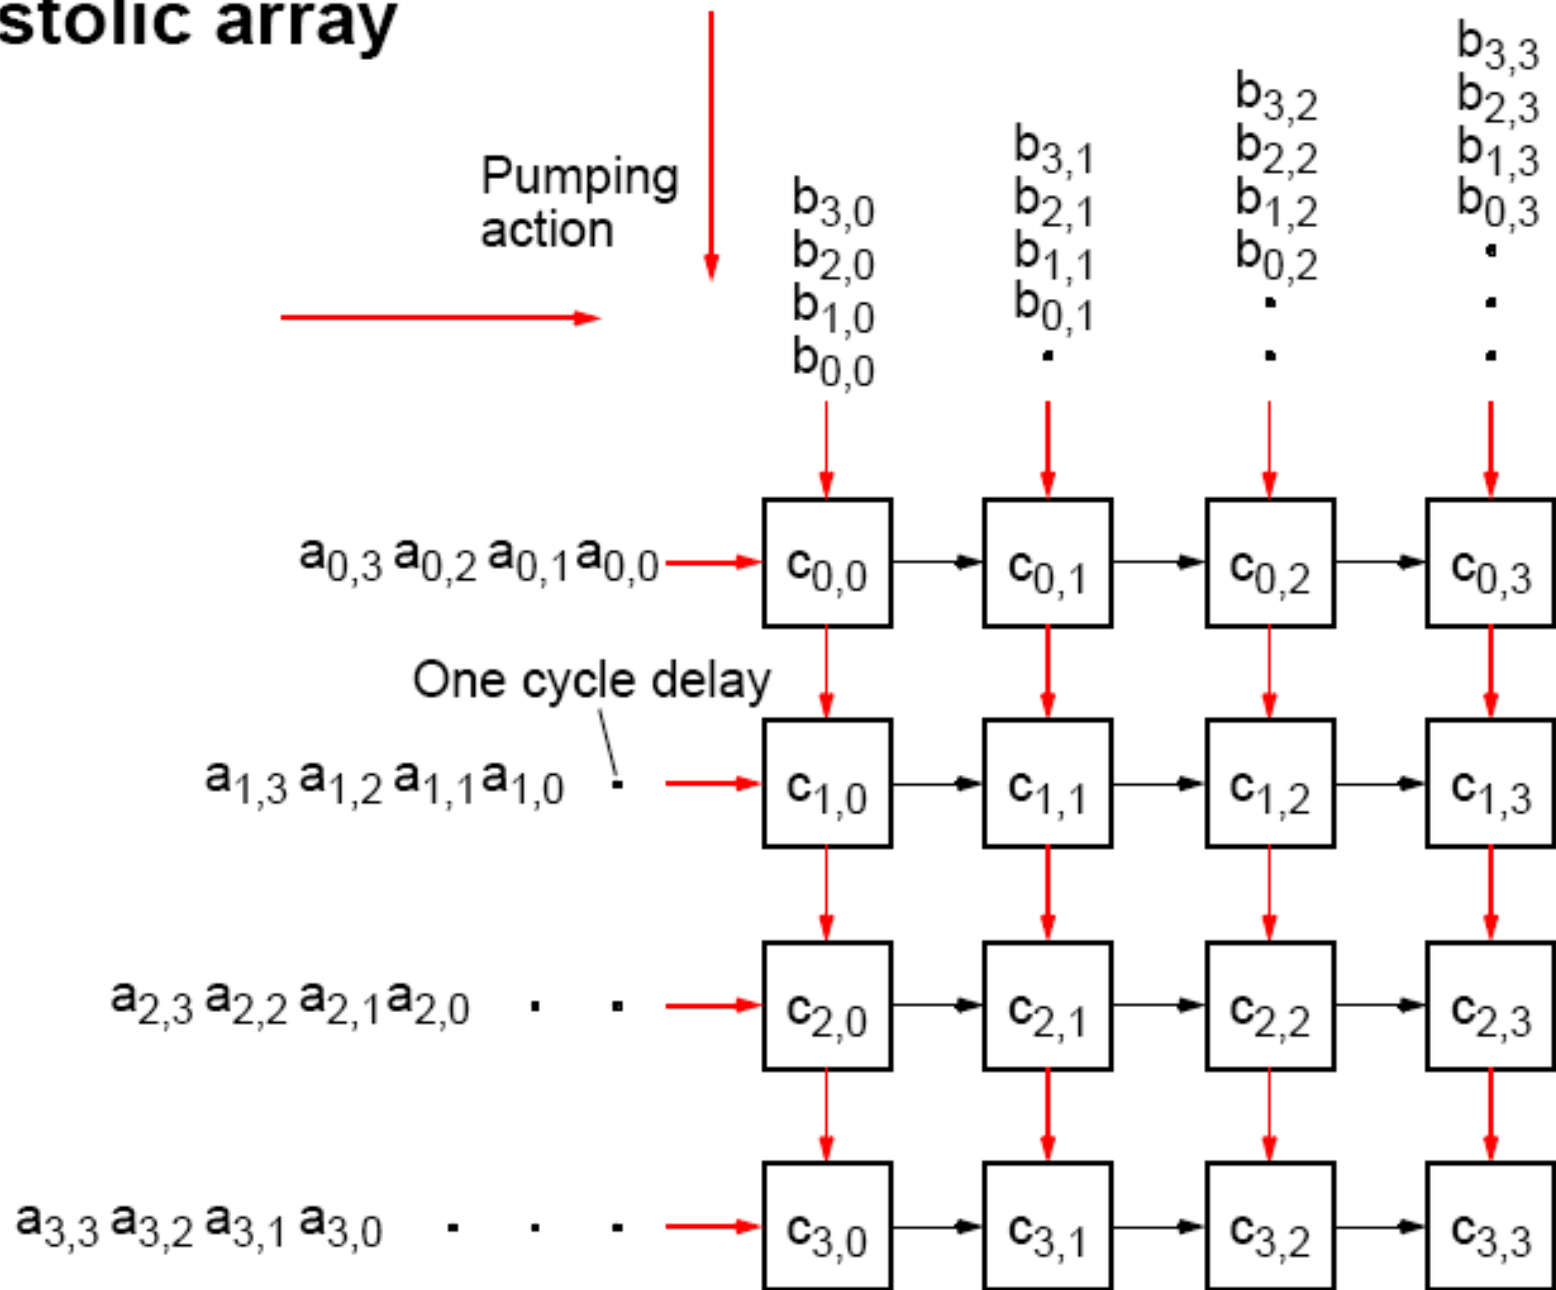 stolic array
Pumping
action
b3,0
b2,0
b1,0
b0,0
b3,1
b2,1
b1,1
b0,1
.
b3,2
b2,2
b1,2
b0,2
.
.
b3,3
b2,3
b1,3
b0,3
.
.
.
a0,3 a0,2 a0,1 a0,0
c0,0 c0,1 c0,2 c0,3
One cycle delay
a1,3 a1,2 a1,1 a1,0 .
c1,0 c1,1 c1,2 c1,3
a2,3 a2,2 a2,1 a2,0 . .
c2,0 c2,1 c2,2 c2,3
a3,3 a3,2 a3,1 a3,0 . . .
c3,0 c3,1 c3,2 c3,3